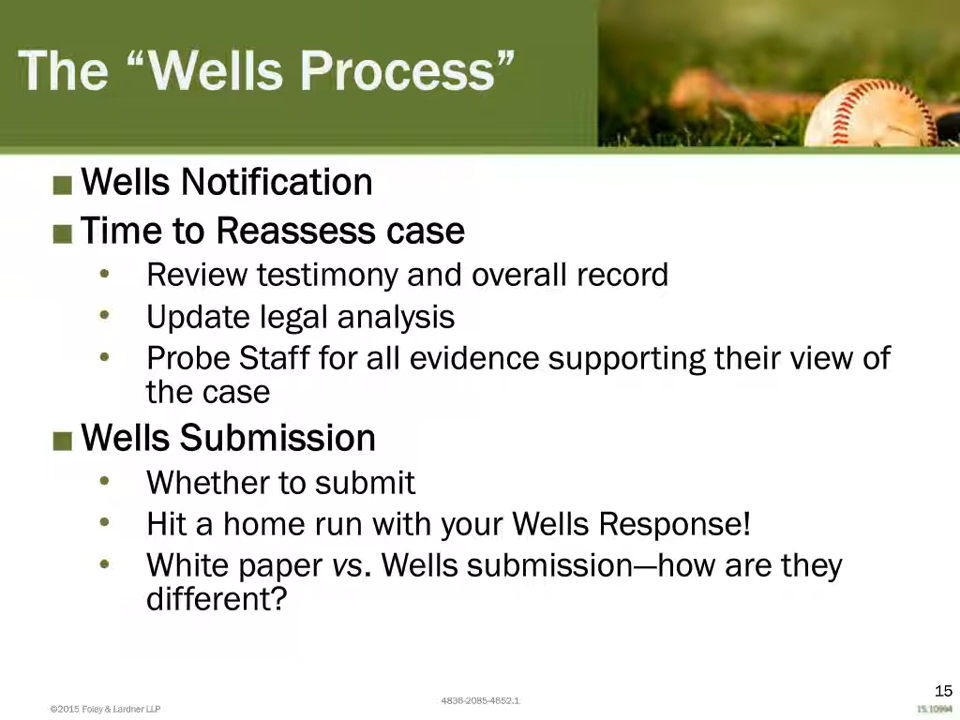 The “Wells Process”
■ Wells Notification
■ Time to Reassess case
• Review testimony and overall record
• Update legal analysis
• Probe Staff for all evidence supporting their view of
the case
■ Wells Submission
• Whether to submit
• Hit a home run with your Wells Response!
• White paper vs. Wells submission—how are they
different?
15
4836-2085-4652.1
©2015 Foley & Lardner LLP
15.10994